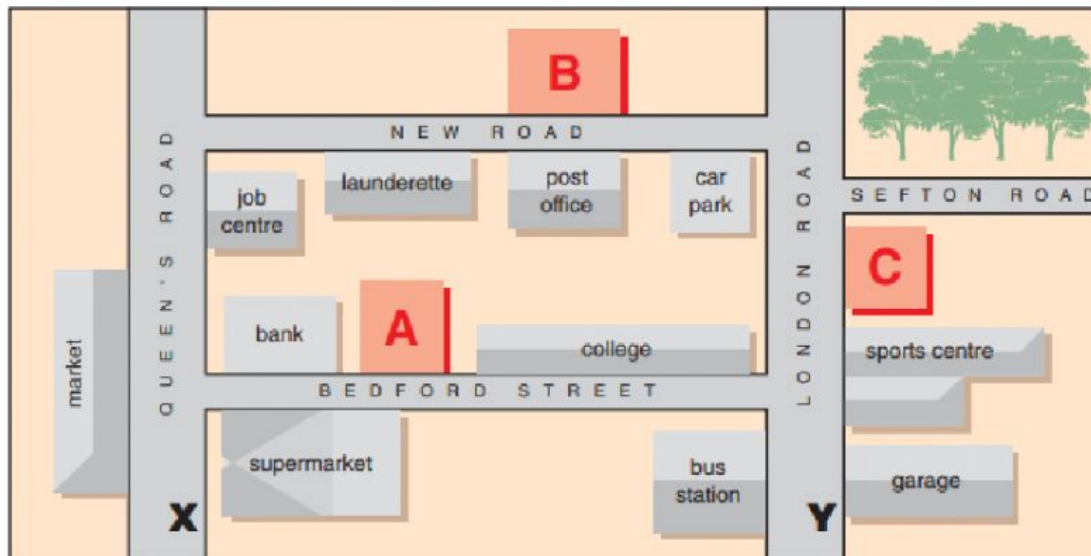 B
NEW ROAD
QUEEN'S ROAD
LONDON ROAD
job
centre
launderette
post
office
car
park
SEFTON ROAD
market
bank
A
college
C
sports centre
BEDFORD STREET
supermarket
bus
station
garage
X
Y